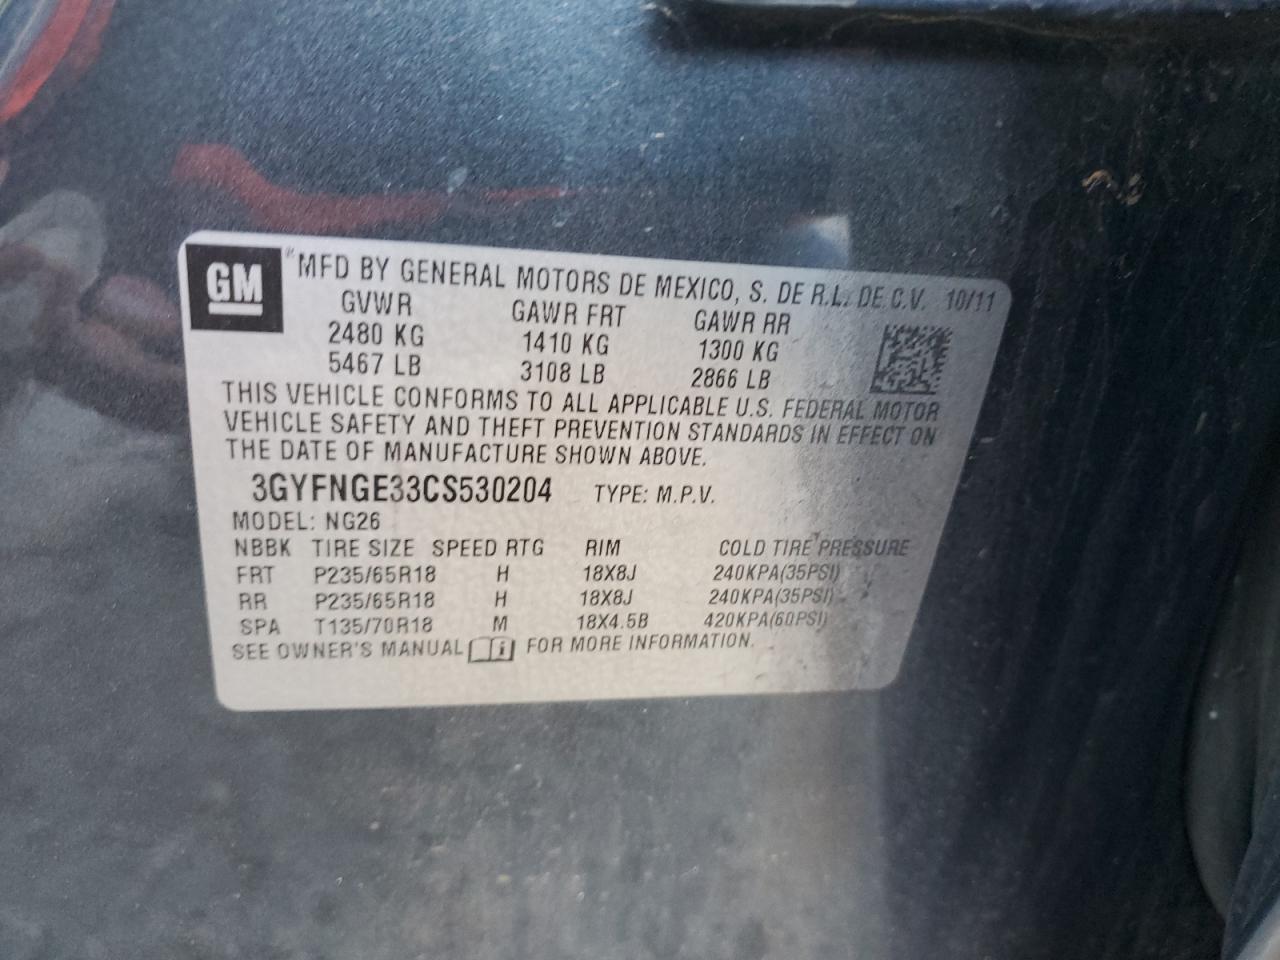 GM
® MFD BY GENERAL MOTORS DE MEXICO, S. DE R.L. DE C.V. 10/11
GVWR GAWR FRT GAWR RR
2480 KG 1410 KG 1300 KG
5467 LB 3108 LB 2866 LB
THIS VEHICLE CONFORMS TO ALL APPLICABLE U.S. FEDERAL MOTOR
VEHICLE SAFETY AND THEFT PREVENTION STANDARDS IN EFFECT ON
THE DATE OF MANUFACTURE SHOWN ABOVE.
3GYFNGE33CS530204 TYPE: M.P.V.
MODEL: NG26
NBBK TIRE SIZE SPEED RTG RIM COLD TIRE PRESSURE
FRT P235/65R18 H 18X8J 240KPA(35PSI)
RR P235/65R18 H 18X8J 240KPA(35PSI)
SPA T135/70R18 M 18X4.5B 420KPA(60PSI)
SEE OWNER'S MANUAL i FOR MORE INFORMATION.